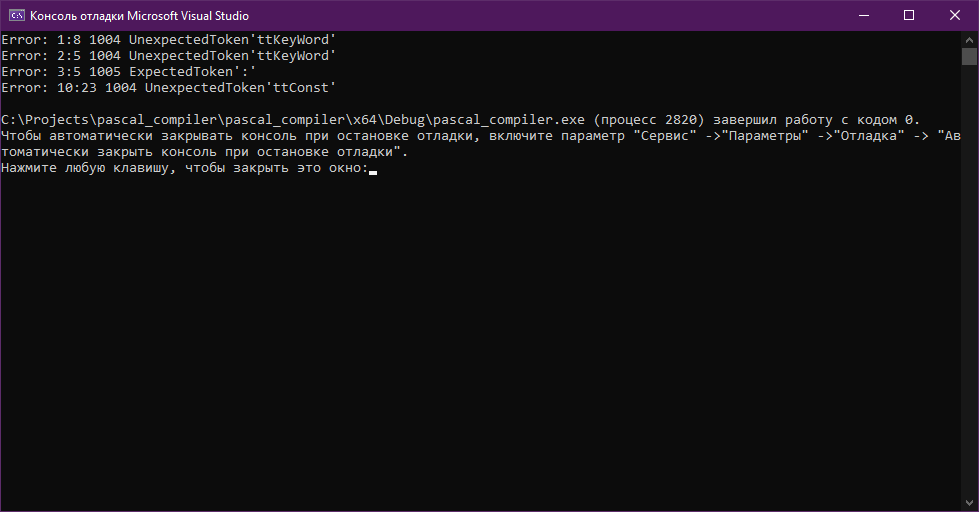 Консоль отладки Microsoft Visual Studio
Error: 1:8 1004 UnexpectedToken'ttKeyWord'
Error: 2:5 1004 UnexpectedToken'ttKeyWord'
Error: 3:5 1005 ExpectedToken':'
Error: 10:23 1004 UnexpectedToken'ttConst'
C:\Projects\pascal_compiler\pascal_compiler\x64\Debug\pascal_compiler.exe (процесс 2820) завершил работу с кодом 0.
Чтобы автоматически закрывать консоль при остановке отладки, включите параметр "Сервис" ->"Параметры" ->"Отладка" -> "Ав
томатически закрыть консоль при остановке отладки".
Нажмите любую клавишу, чтобы закрыть это окно: